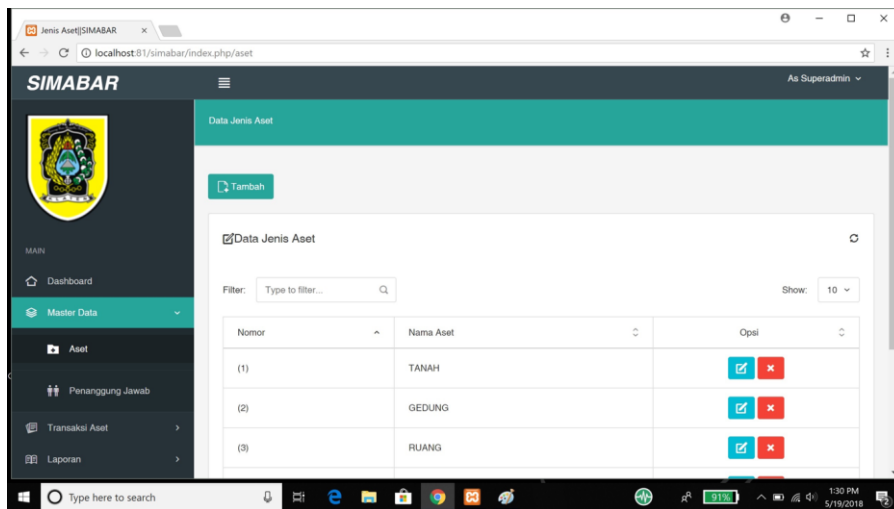 Jenis Aset||SIMABAR
localhost:81/simabar/index.php/aset
SIMABAR
As Superadmin
Data Jenis Aset
Tambah
Data Jenis Aset
MAIN
Dashboard
Master Data
Aset
Penanggung Jawab
Transaksi Aset
Laporan
Filter: Type to filter...
Show: 10
Nomor Nama Aset Opsi
(1) TANAH
(2) GEDUNG
(3) RUANG
Type here to search
91%
1:30 PM
5/19/2018
2